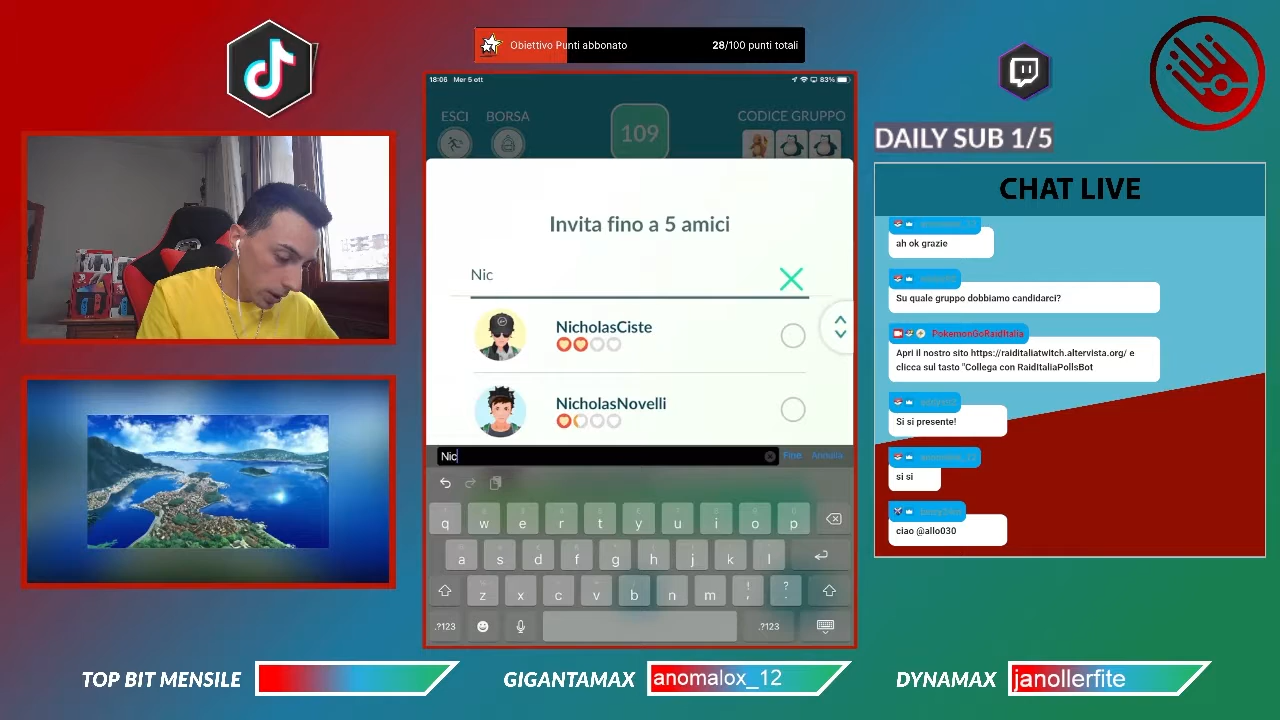 Obiettivo Punti abbonato
28/100 punti totali
18:06 Mer 5 ott
83%
ESCI
BORSA
109
CODICE GRUPPO
Invita fino a 5 amici
Nic
NicholasCiste
NicholasNovelli
Nic
Fine
Annulla
q w e r t y u i o p
a s d f g h j k l
z x c v b n m ! , ? .
.?123
.?123
DAILY SUB 1/5
CHAT LIVE
ah ok grazie
Su quale gruppo dobbiamo candidarci?
PokemonGoRaidItalia
Apri il nostro sito https://raiditaliatwitch.altervista.org/ e
clicca sul tasto "Collega con RaidItaliaPollsBot
Si si presente!
si si
ciao @allo030
TOP BIT MENSILE
GIGANTAMAX
anomalox_12
DYNAMAX
janollerfite